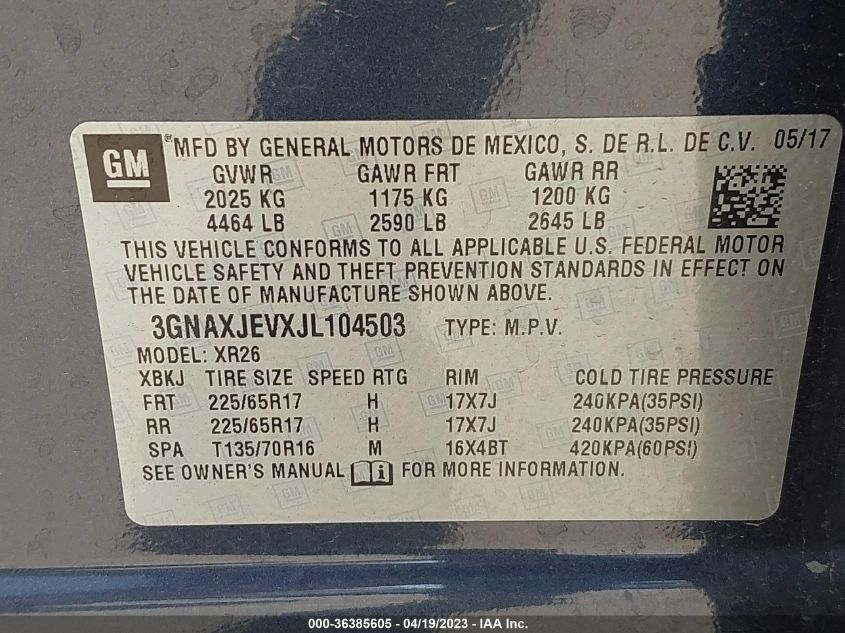 GM ® MFD BY GENERAL MOTORS DE MEXICO, S. DE R.L. DE C.V. 05/17
GVWR GAWR FRT GAWR RR
2025 KG 1175 KG 1200 KG
4464 LB 2590 LB 2645 LB
THIS VEHICLE CONFORMS TO ALL APPLICABLE U.S. FEDERAL MOTOR
VEHICLE SAFETY AND THEFT PREVENTION STANDARDS IN EFFECT ON
THE DATE OF MANUFACTURE SHOWN ABOVE.
3GNAXJEVXJL104503 TYPE: M.P.V.
MODEL: XR26
XBKJ TIRE SIZE SPEED RTG RIM COLD TIRE PRESSURE
FRT 225/65R17 H 17X7J 240KPA(35PSI)
RR 225/65R17 H 17X7J 240KPA(35PSI)
SPA T135/70R16 M 16X4BT 420KPA(60PSI)
SEE OWNER'S MANUAL i FOR MORE INFORMATION.
000-36385605 - 04/19/2023 - IAA Inc.